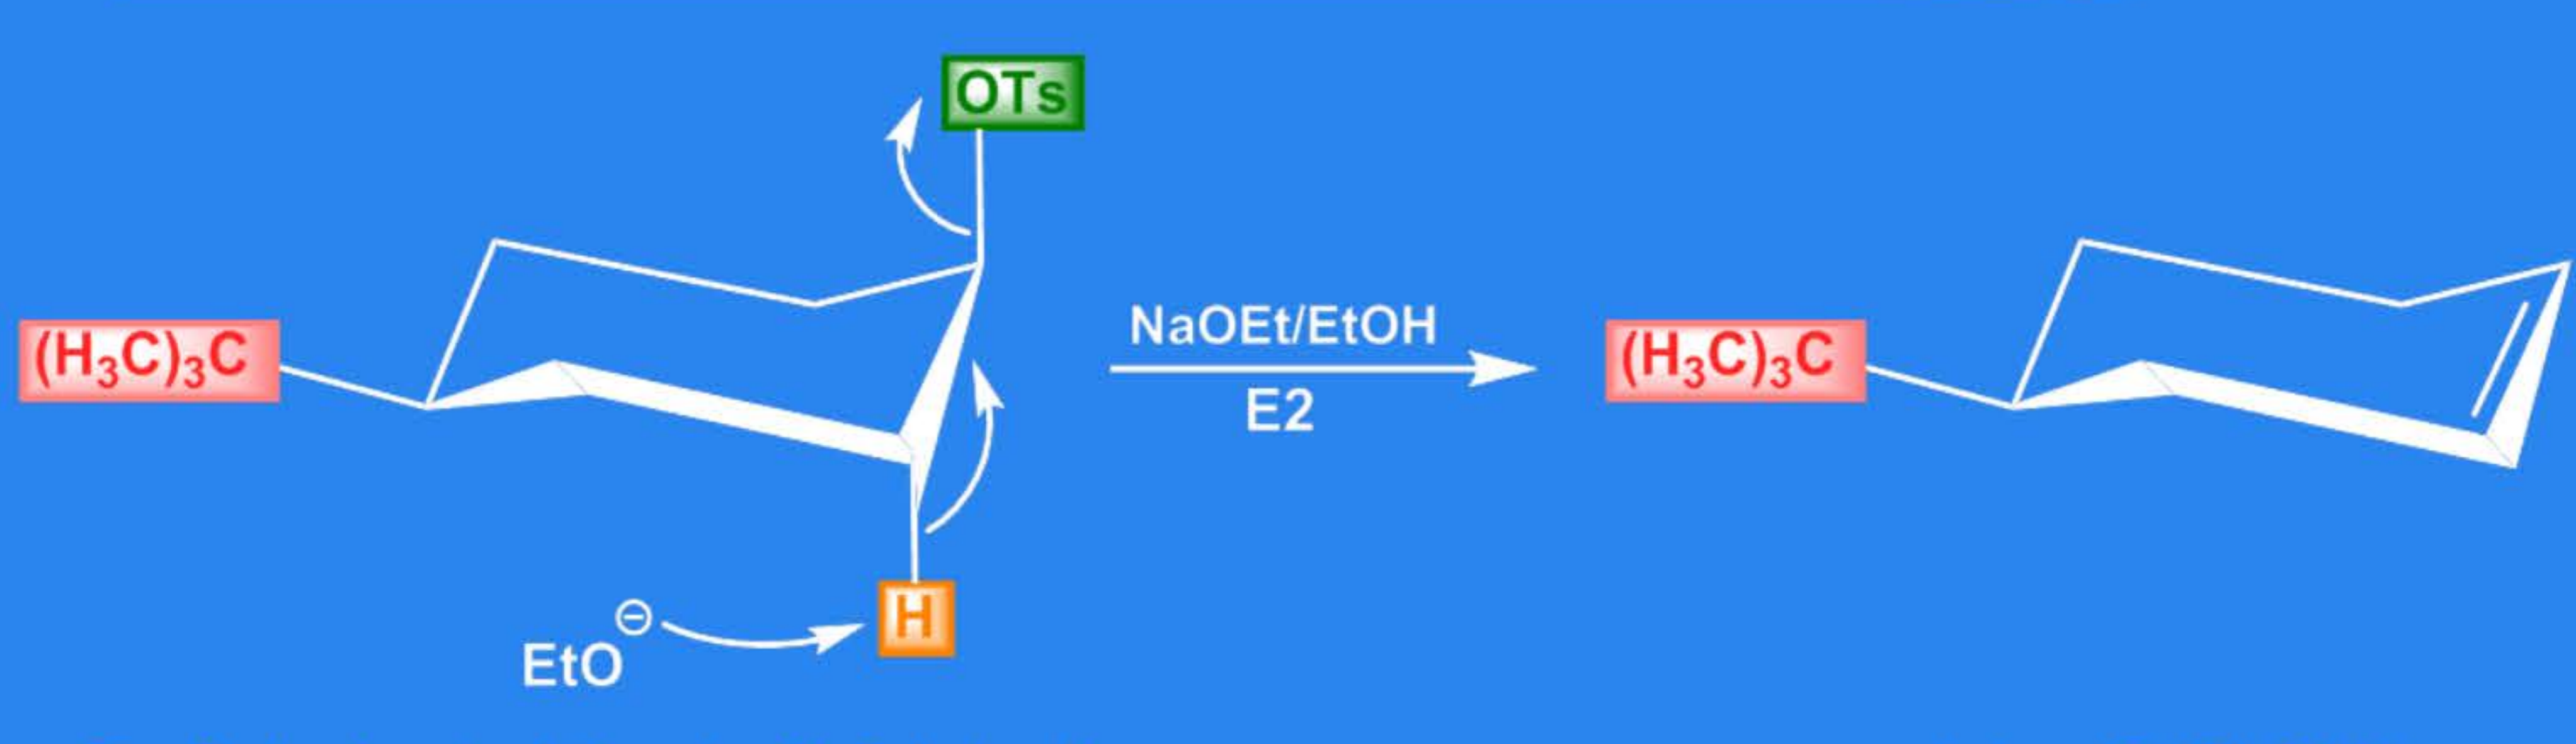 OTs
(H₃C)₃C
NaOEt/EtOH
E2
(H₃C)₃C
H
EtO⊖